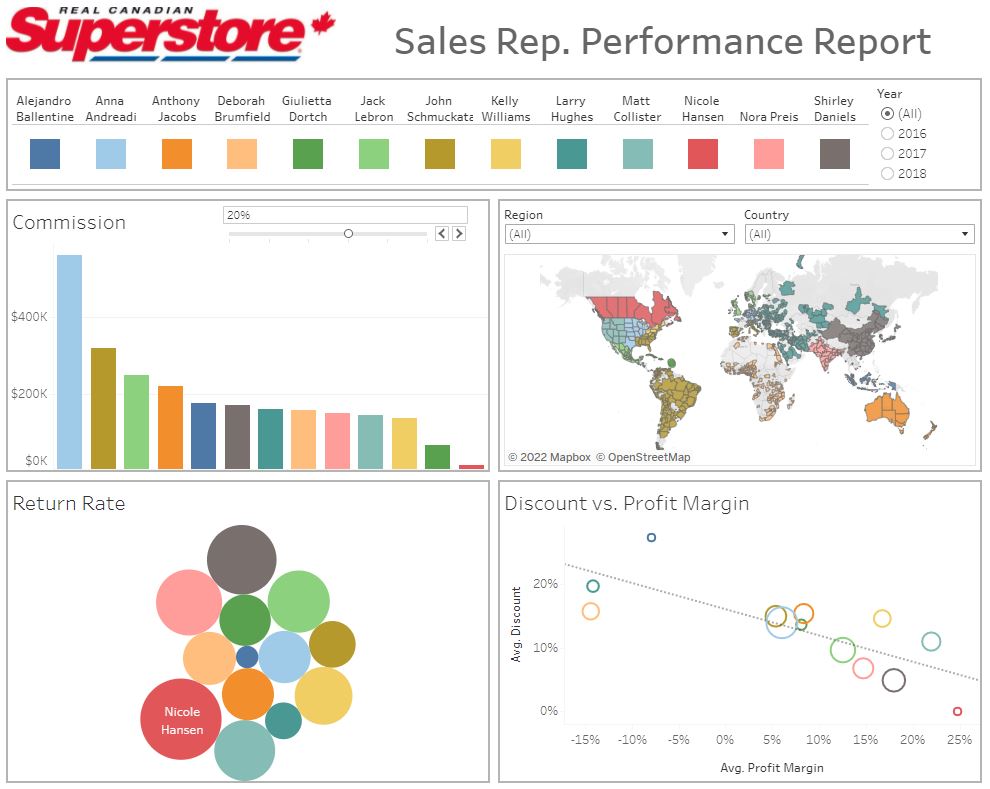 REAL CANADIAN
Superstore
Sales Rep. Performance Report
Alejandro Ballentine
Anna Andreadi
Anthony Jacobs
Deborah Brumfield
Giulietta Dortch
Jack Lebron
John Schmuckata
Kelly Williams
Larry Hughes
Matt Collister
Nicole Hansen
Nora Preis
Shirley Daniels
Year
(All)
2016
2017
2018
Commission
20%
$400K
$200K
$0K
Region
(All)
Country
(All)
© 2022 Mapbox © OpenStreetMap
Return Rate
Nicole
Hansen
Discount vs. Profit Margin
Avg. Discount
20%
10%
0%
-15% -10% -5% 0% 5% 10% 15% 20% 25%
Avg. Profit Margin